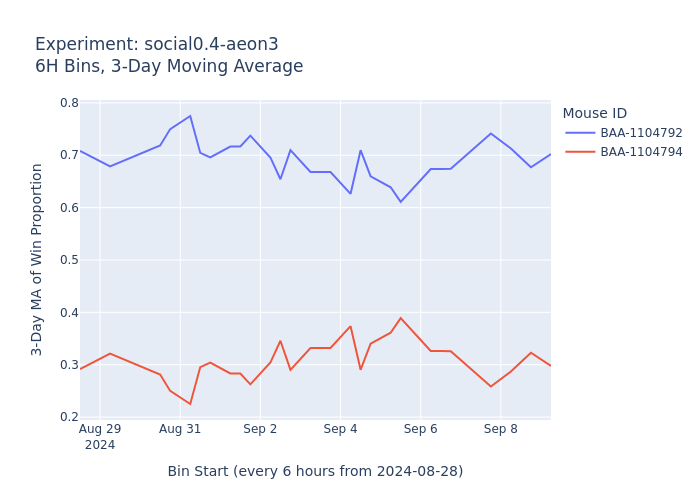 Experiment: social0.4-aeon3
6H Bins, 3-Day Moving Average
Mouse ID
BAA-1104792
BAA-1104794
3-Day MA of Win Proportion
0.8
0.7
0.6
0.5
0.4
0.3
0.2
Aug 29
2024
Aug 31
Sep 2
Sep 4
Sep 6
Sep 8
Bin Start (every 6 hours from 2024-08-28)